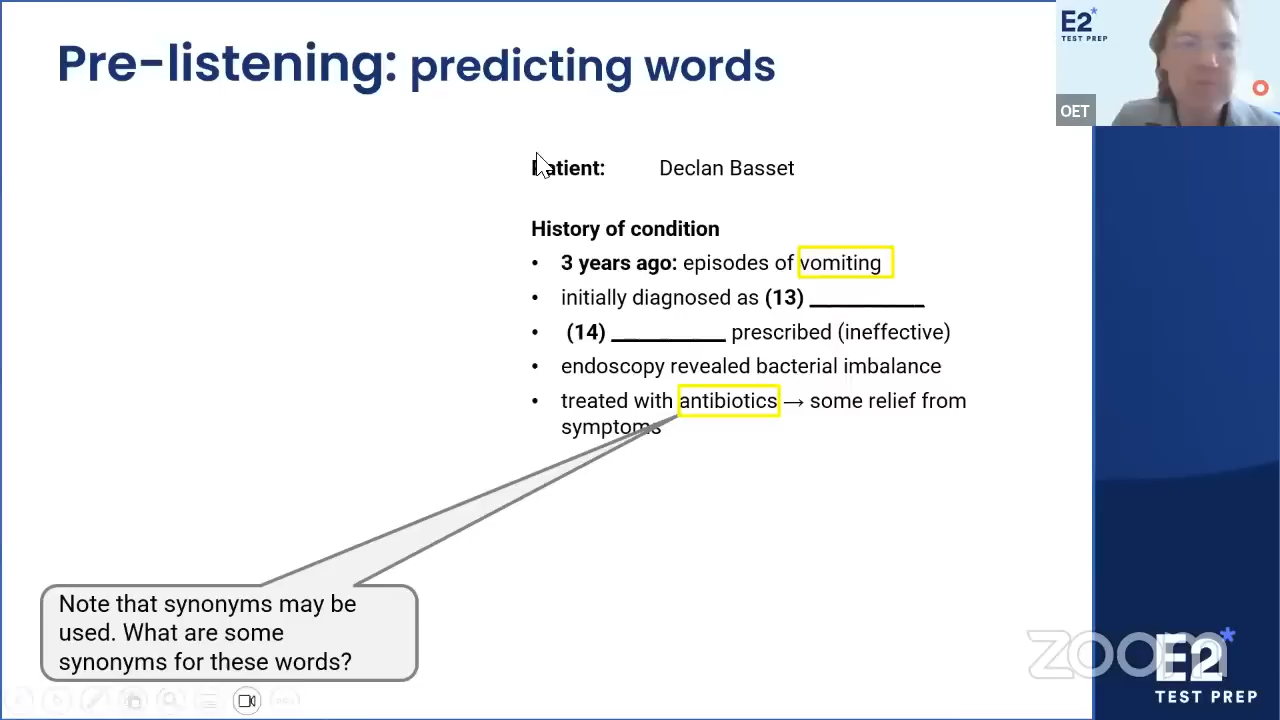 Pre-listening: predicting words
E2*
TEST PREP
OET
Patient: Declan Basset
History of condition
• 3 years ago: episodes of vomiting
• initially diagnosed as (13) __________
• (14) __________ prescribed (ineffective)
• endoscopy revealed bacterial imbalance
• treated with antibiotics → some relief from
symptoms
Note that synonyms may be
used. What are some
synonyms for these words?
zoom
E2*
TEST PREP